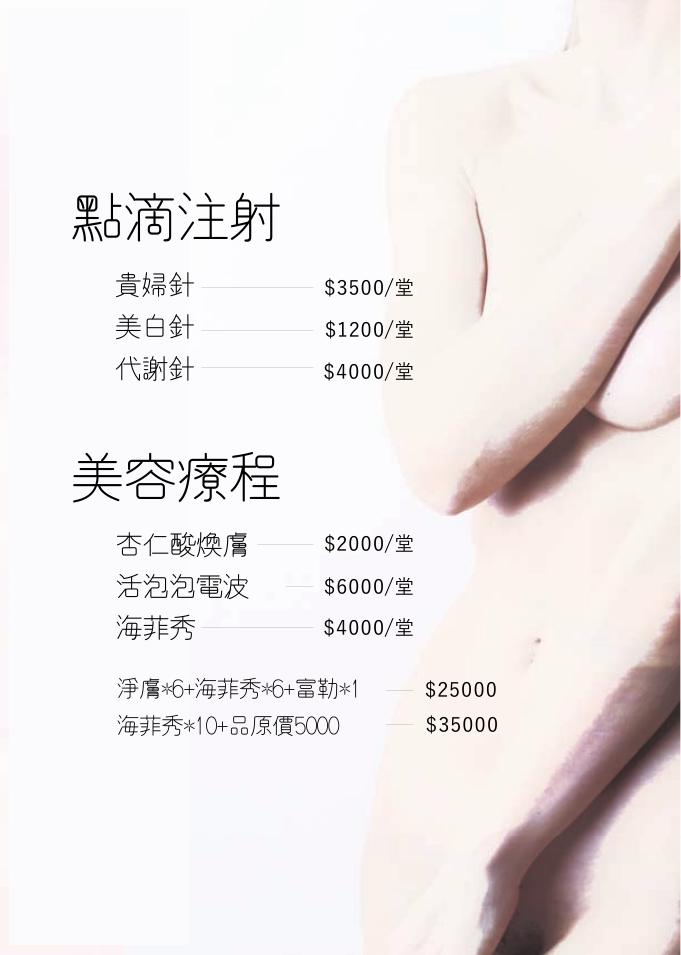 點滴注射
貴婦針 $3500/堂
美白針 $1200/堂
代謝針 $4000/堂
美容療程
杏仁酸煥膚 $2000/堂
活泡泡電波 $6000/堂
海菲秀 $4000/堂
淨膚*6+海菲秀*6+富勒*1 $25000
海菲秀*10+品原價5000 $35000